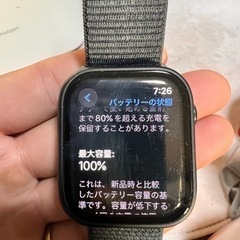 7:26
バッテリーの状態
まで80%を超える充電を
保留することがあります。
最大容量:
100%
これは、新品時と比較し
たバッテリー容量の基
準です。容量が低下する